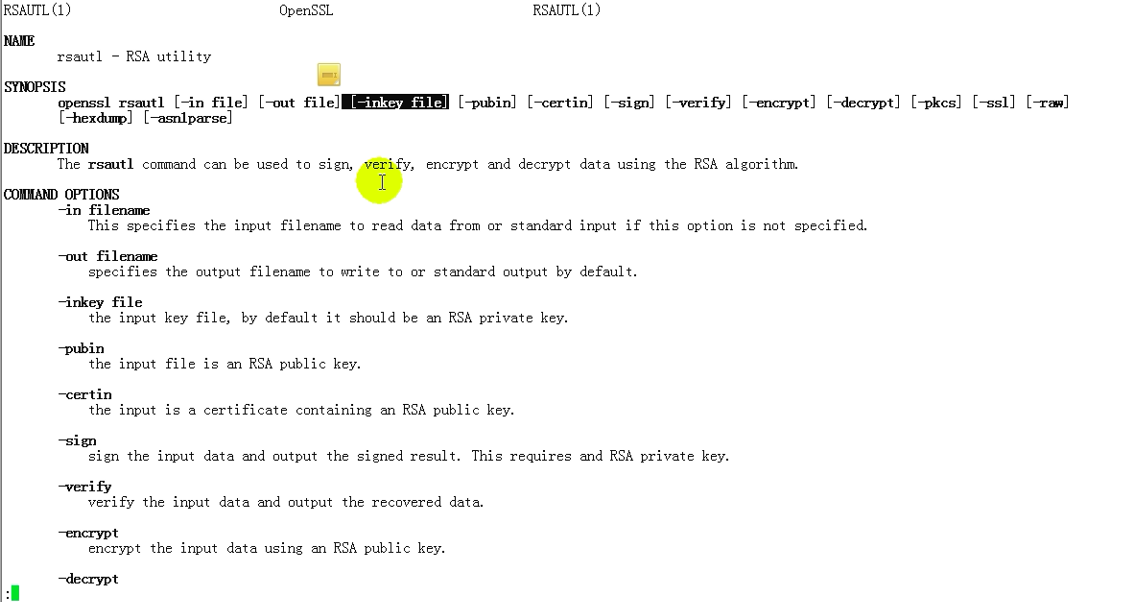 RSAUTL(1) OpenSSL RSAUTL(1)
NAME
rsautl - RSA utility
SYNOPSIS
openssl rsautl [-in file] [-out file] [-inkey file] [-pubin] [-certin] [-sign] [-verify] [-encrypt] [-decrypt] [-pkcs] [-ssl] [-raw]
[-hexdump] [-asn1parse]
DESCRIPTION
The rsautl command can be used to sign, verify, encrypt and decrypt data using the RSA algorithm.
COMMAND OPTIONS
-in filename
This specifies the input filename to read data from or standard input if this option is not specified.
-out filename
specifies the output filename to write to or standard output by default.
-inkey file
the input key file, by default it should be an RSA private key.
-pubin
the input file is an RSA public key.
-certin
the input is a certificate containing an RSA public key.
-sign
sign the input data and output the signed result. This requires and RSA private key.
-verify
verify the input data and output the recovered data.
-encrypt
encrypt the input data using an RSA public key.
-decrypt
: